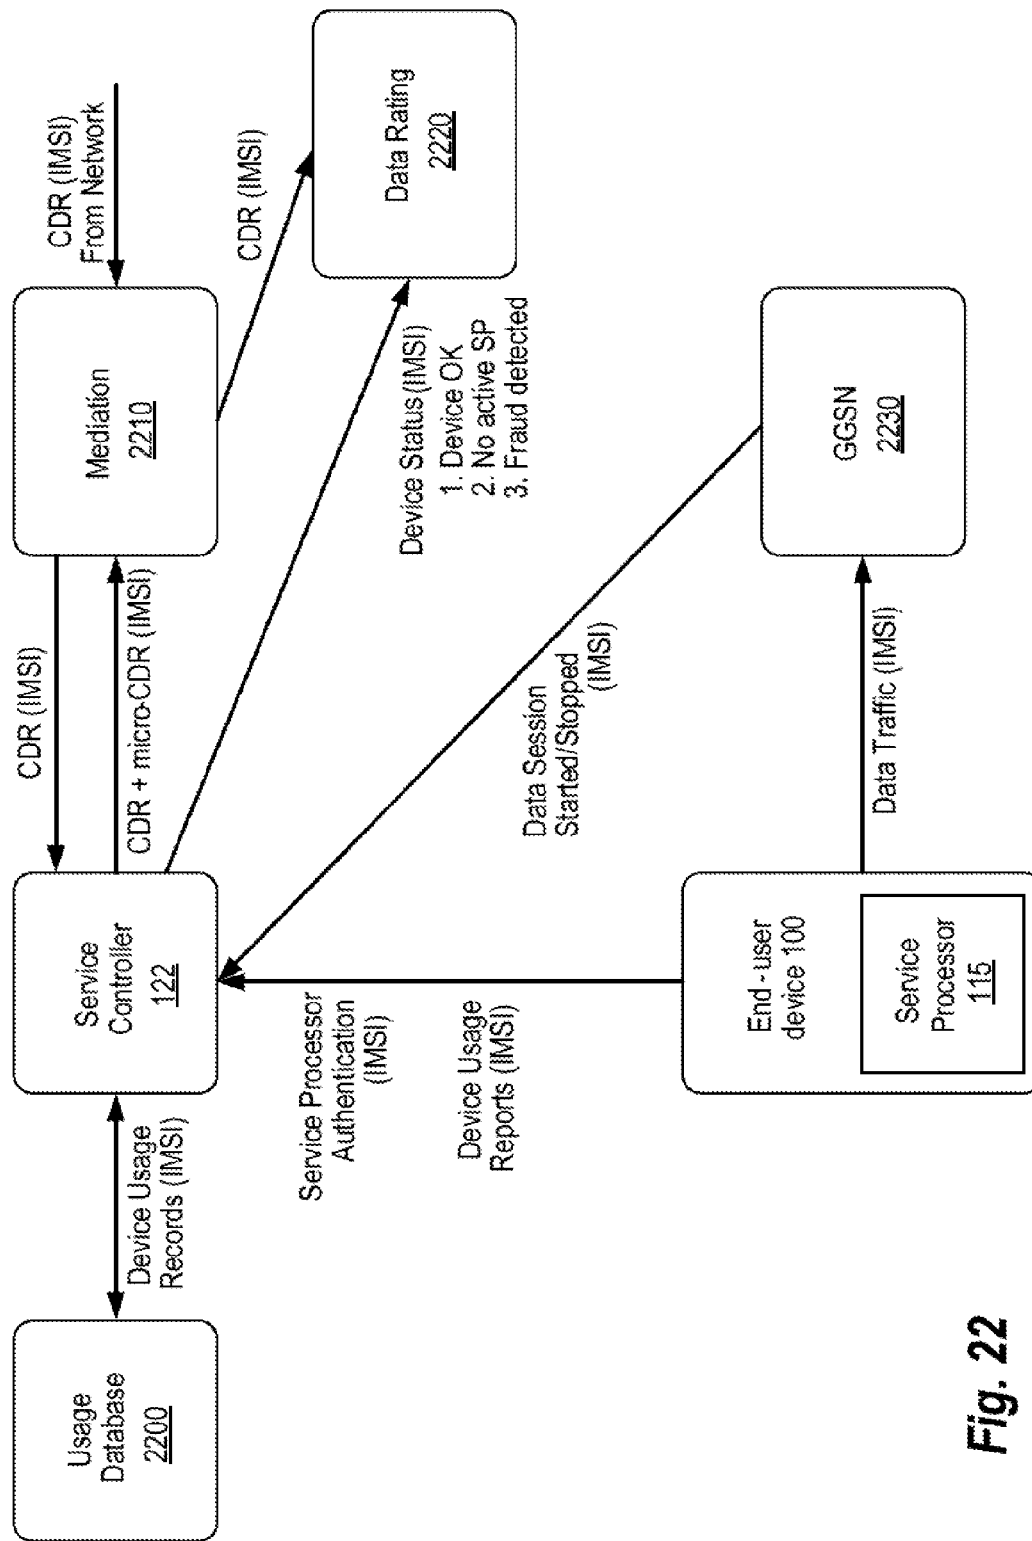 Usage
Database
2200
Device Usage
Records (IMSI)
Service
Controller
122
CDR (IMSI)
CDR + micro-CDR (IMSI)
Mediation
2210
CDR (IMSI)
From Network
CDR (IMSI)
Data Rating
2220
Device Status (IMSI)
1. Device OK
2. No active SP
3. Fraud detected
Service Processor
Authentication
(IMSI)
Device Usage
Reports (IMSI)
Data Session
Started/Stopped
(IMSI)
End-user
device 100
Service
Processor
115
Data Traffic (IMSI)
GGSN
2230
Fig. 22